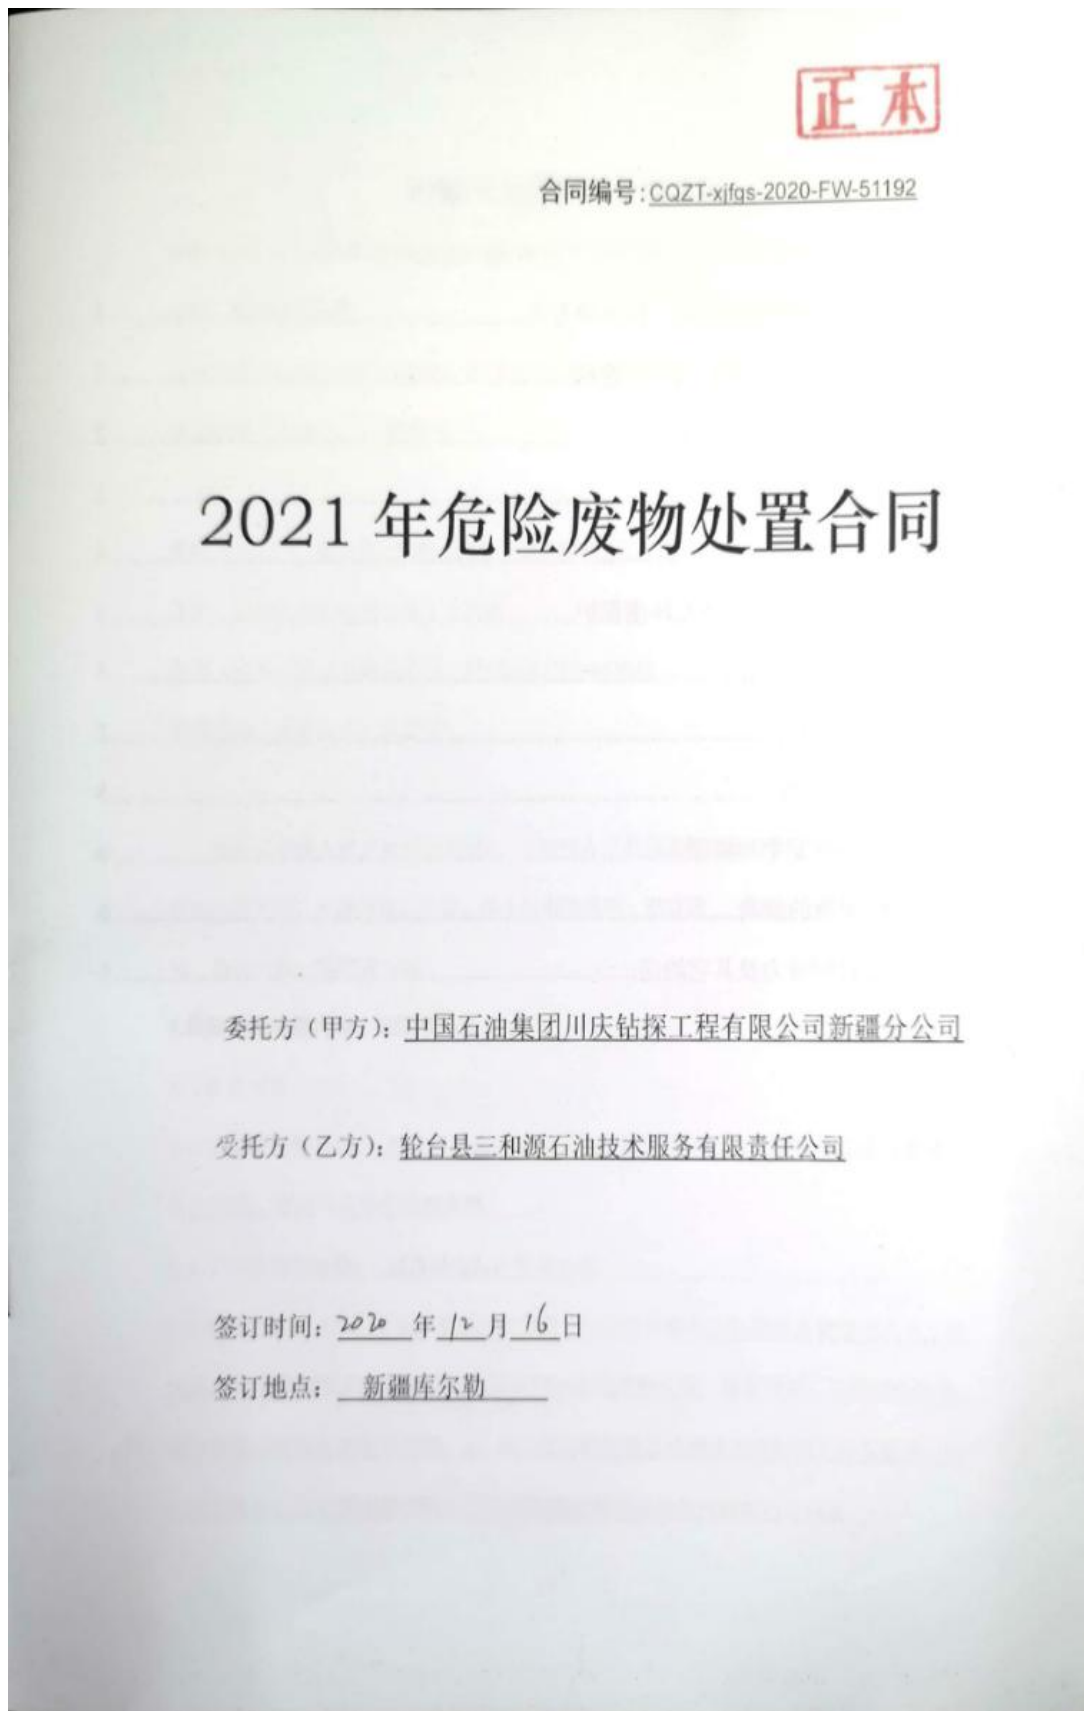 正本
合同编号:CQZT-xjfgs-2020-FW-51192
2021年危险废物处置合同
委托方（甲方）：中国石油集团川庆钻探工程有限公司新疆分公司
受托方（乙方）：轮台县三和源石油技术服务有限责任公司
签订时间：2020年12月16日
签订地点：新疆库尔勒